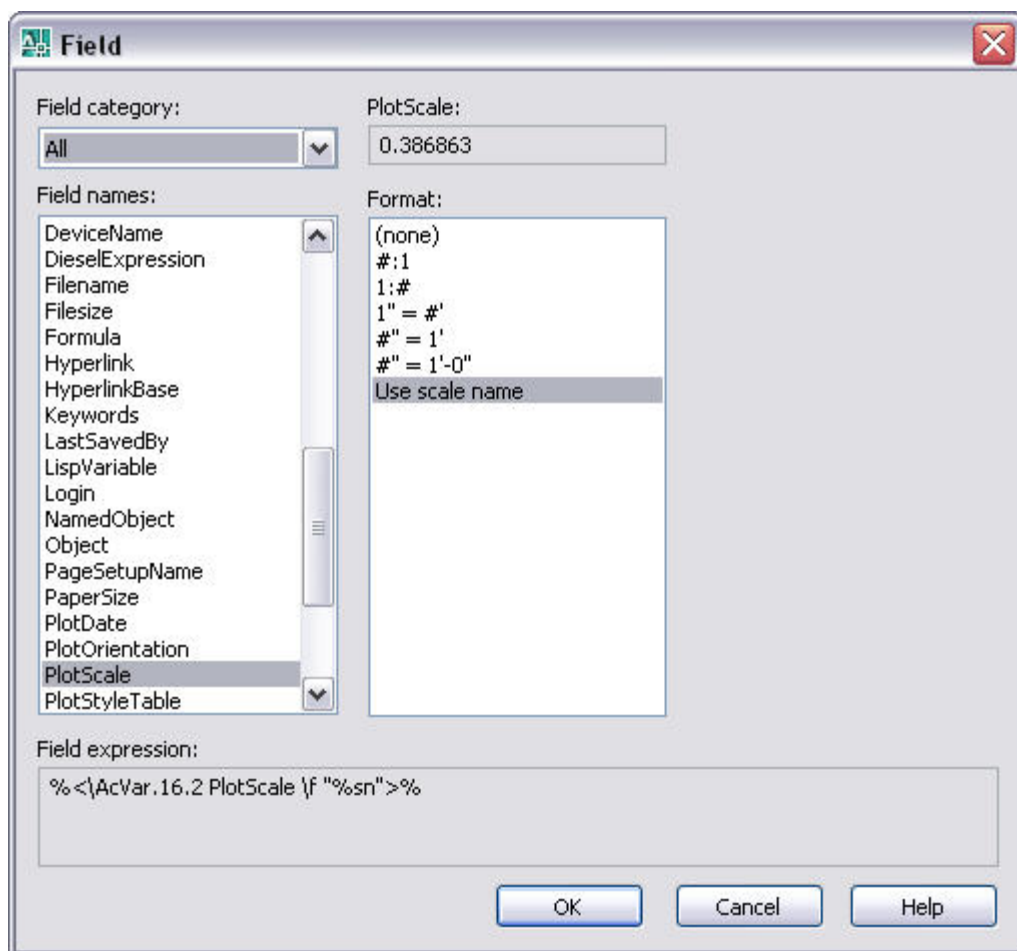 Field
Field category:
All
PlotScale:
0.386863
Field names:
DeviceName
DieselExpression
Filename
Filesize
Formula
Hyperlink
HyperlinkBase
Keywords
LastSavedBy
LispVariable
Login
NamedObject
Object
PageSetupName
PaperSize
PlotDate
PlotOrientation
PlotScale
PlotStyleTable
Format:
(none)
#:1
1:#
1" = #'
#" = 1'
#" = 1'-0"
Use scale name
Field expression:
%<\AcVar.16.2 PlotScale \f "%sn">%
OK
Cancel
Help